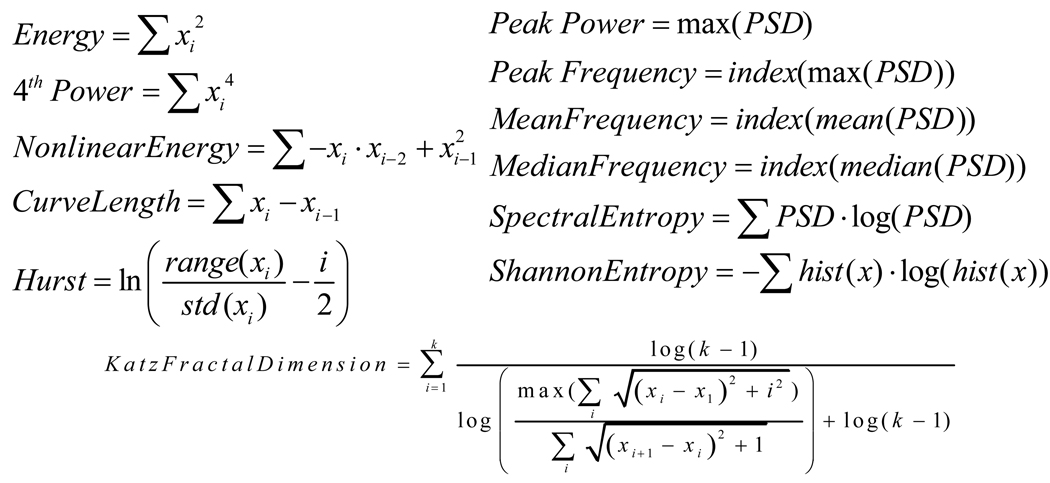 Energy = ∑ x_i^2
4^th Power = ∑ x_i^4
NonlinearEnergy = ∑ −x_i · x_{i−2} + x_{i−1}^2
CurveLength = ∑ x_i − x_{i−1}
Hurst = ln( range(x_i) / std(x_i) − i / 2 )
Peak Power = max(PSD)
Peak Frequency = index(max(PSD))
MeanFrequency = index(mean(PSD))
MedianFrequency = index(median(PSD))
SpectralEntropy = ∑ PSD · log(PSD)
ShannonEntropy = −∑ hist(x) · log(hist(x))
KatzFractalDimension = ∑_{i=1}^{k} log(k − 1) / ( log( max(∑_i √((x_i − x_1)^2 + i^2)) / ∑_i √((x_{i+1} − x_i)^2 + 1) ) + log(k − 1) )